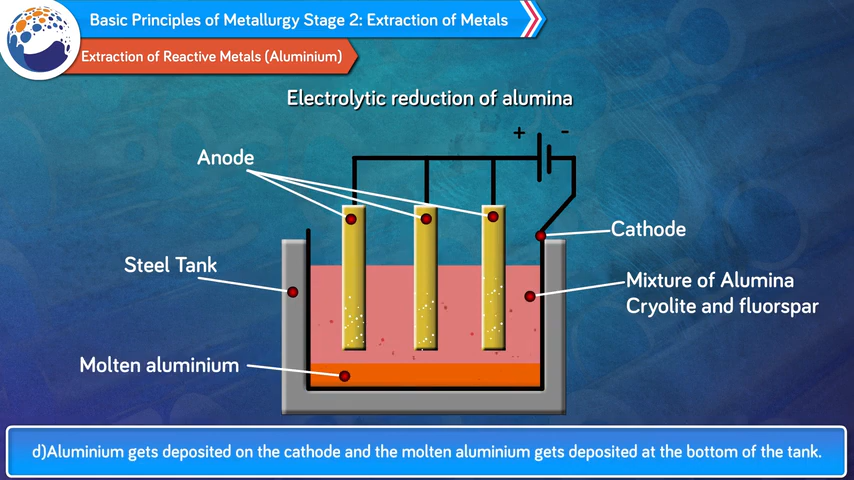 Basic Principles of Metallurgy Stage 2: Extraction of Metals
Extraction of Reactive Metals (Aluminium)
Electrolytic reduction of alumina
+ -
Anode
Cathode
Steel Tank
Mixture of Alumina
Cryolite and fluorspar
Molten aluminium
d)Aluminium gets deposited on the cathode and the molten aluminium gets deposited at the bottom of the tank.